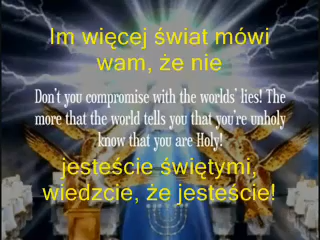 Im więcej świat mówi
wam, że nie
Don't you compromise with the worlds' lies! The
more that the world tells you that you're unholy
know that you are Holy!
jesteście świętymi,
wiedzcie, że jesteście!